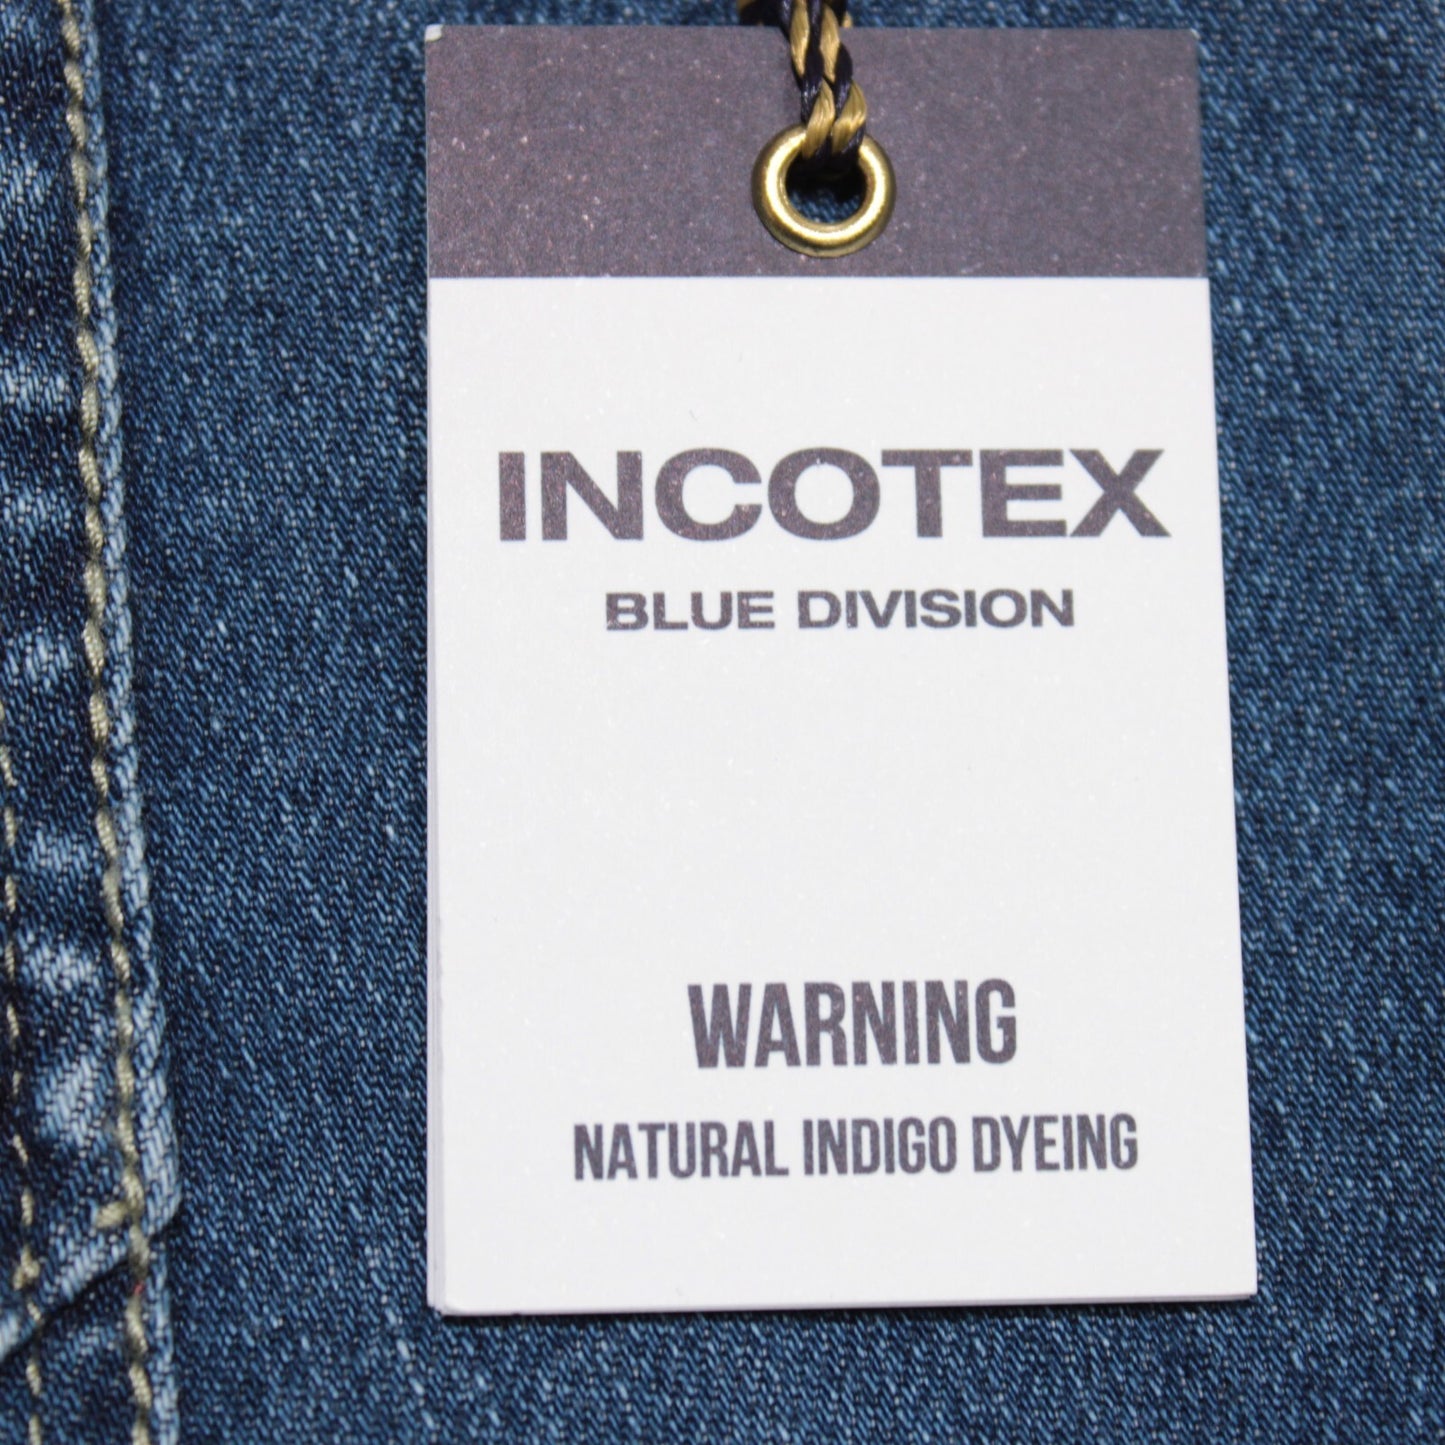 INCOTEX
BLUE DIVISION
WARNING
NATURAL INDIGO DYEING